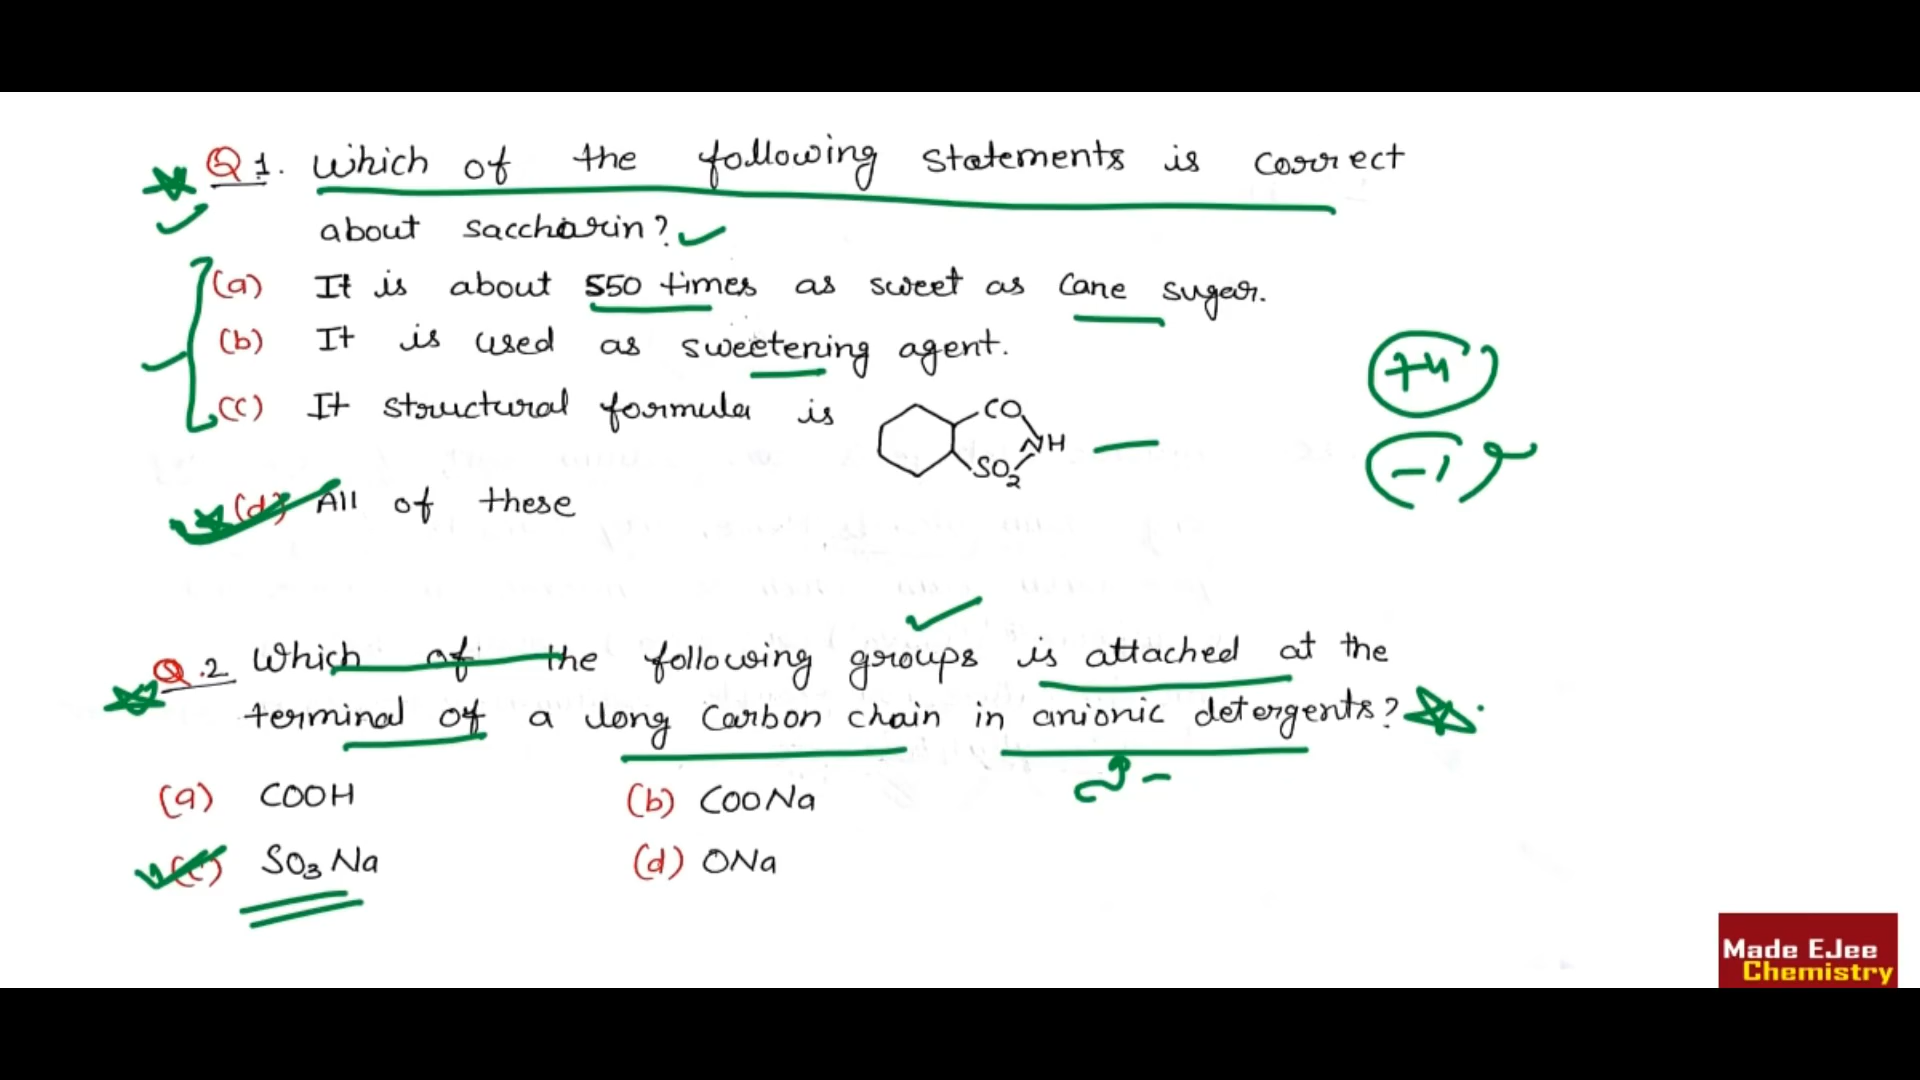 Q 1. Which of the following statements is correct
about saccharin?
(a) It is about 550 times as sweet as Cane sugar.
(b) It is used as sweetening agent.
(c) It structural formula is CO NH SO2
(d) All of these
+4
-1
Q.2 Which of the following groups is attached at the
terminal of a long Carbon chain in anionic detergents?
-
(a) COOH (b) COONa
(c) SO3 Na (d) ONa
Made EJee
Chemistry